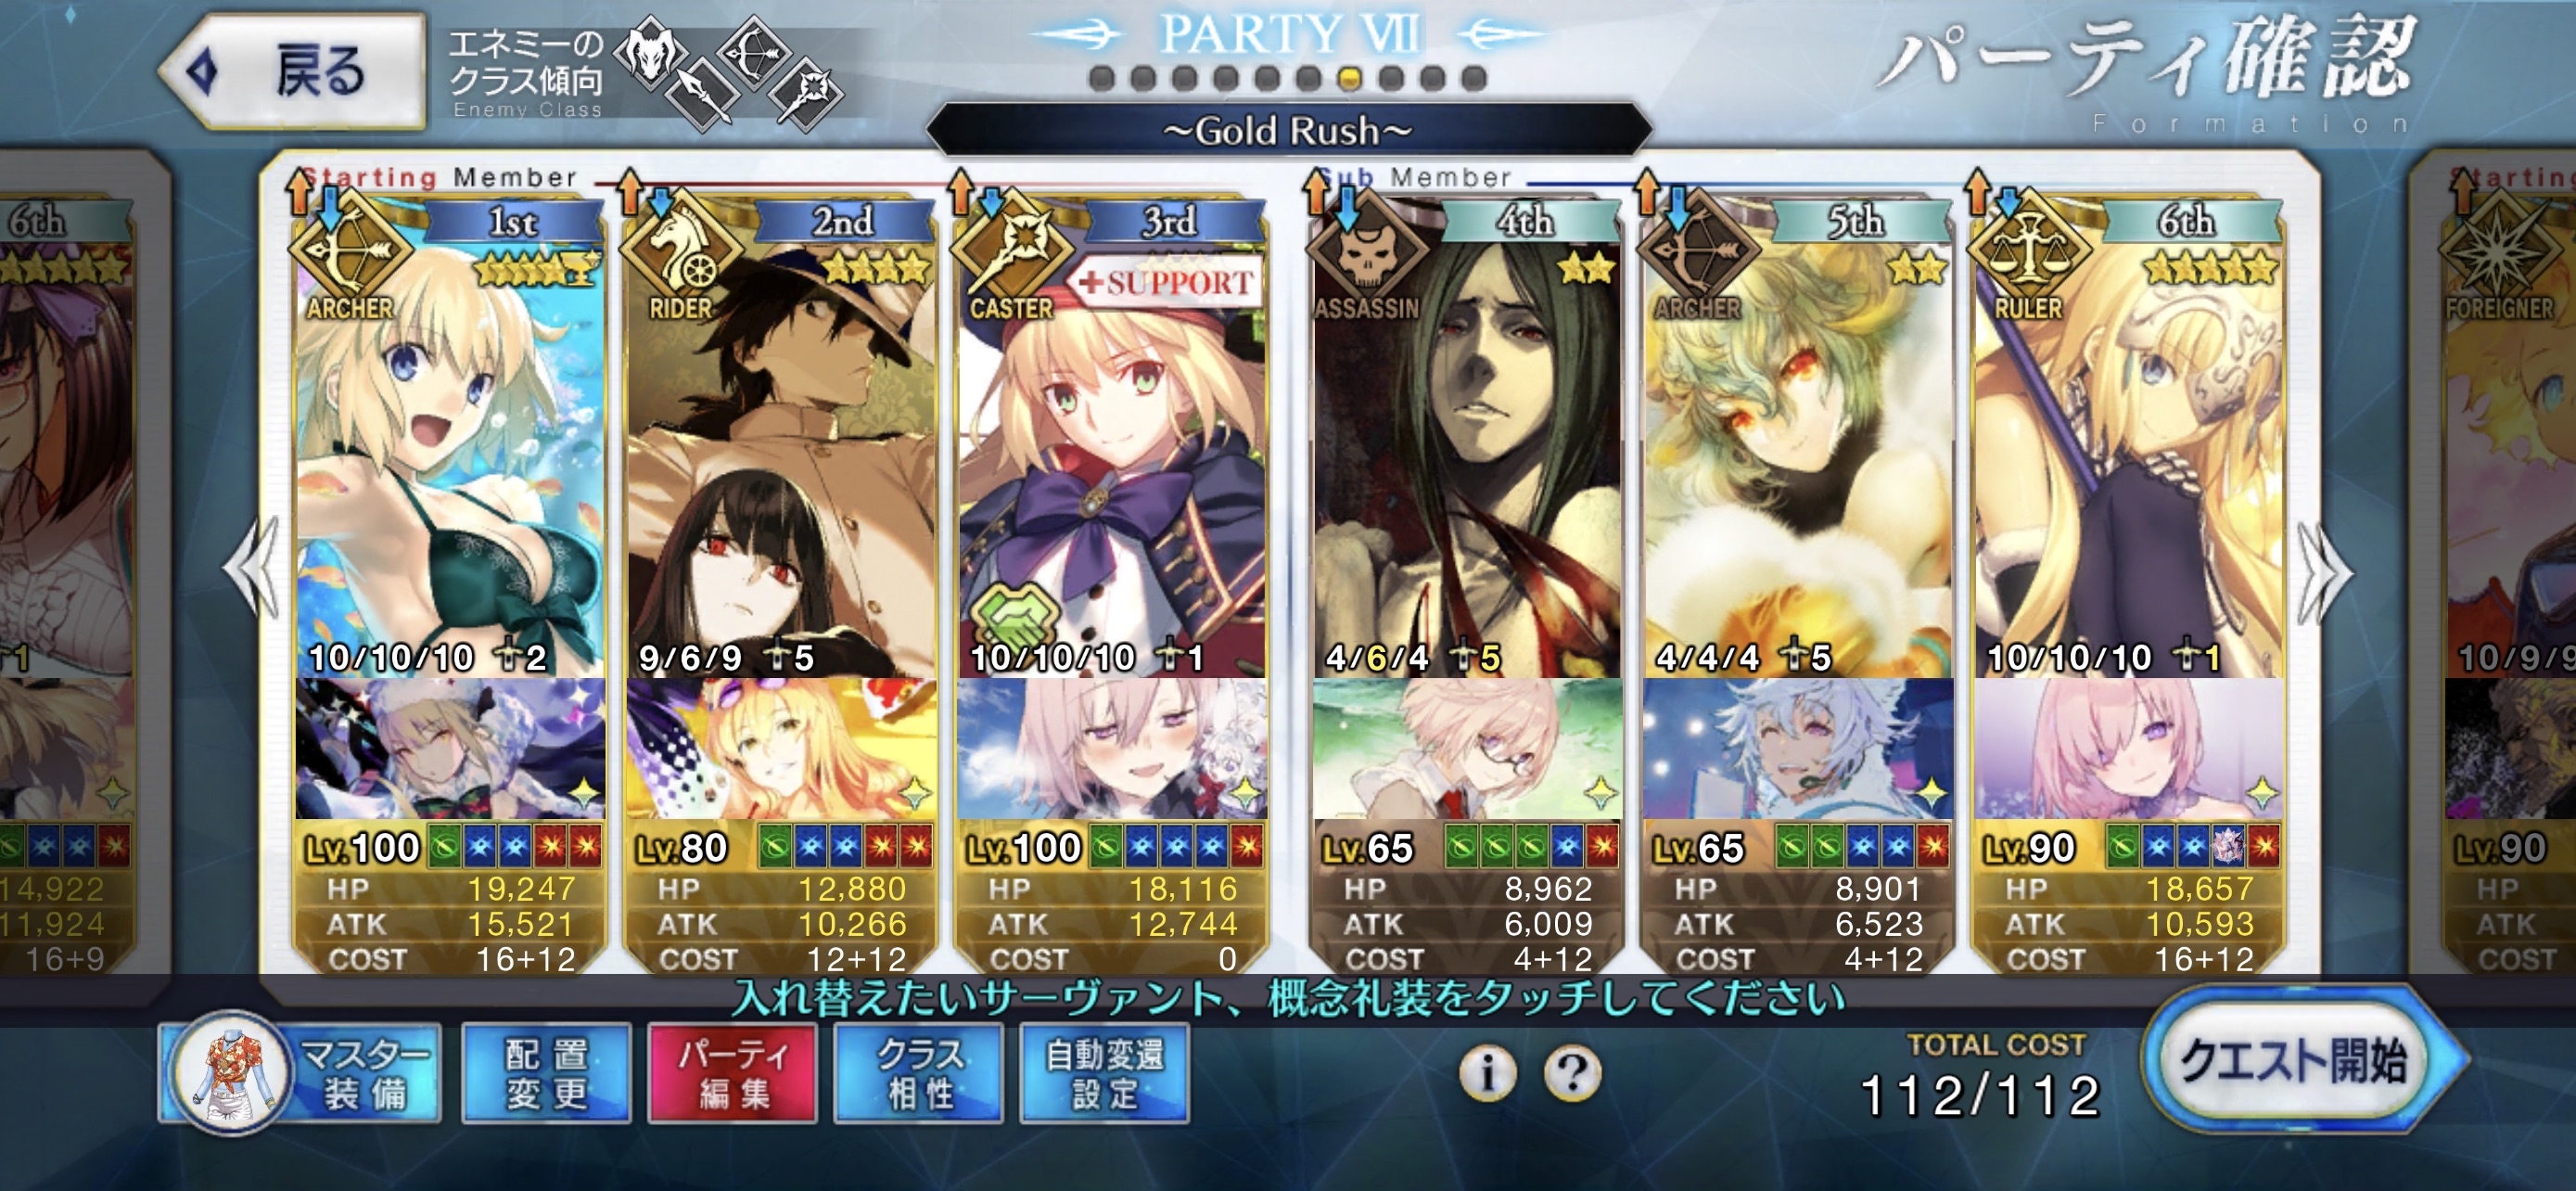 戻る
エネミーの
クラス傾向
Enemy Class
PARTY VII
～Gold Rush～
パーティ確認
Formation
Starting Member
Sub Member
Starting
6th
1st
2nd
3rd
4th
5th
6th
ARCHER
RIDER
CASTER
+SUPPORT
ASSASSIN
ARCHER
RULER
FOREIGNER
1
10/10/10 2
9/6/9 5
10/10/10 1
4/6/4 5
4/4/4 5
10/10/10 1
10/9/9
Lv.100
Lv.80
Lv.100
Lv.65
Lv.65
Lv.90
Lv.90
14,922
HP 19,247
HP 12,880
HP 18,116
HP 8,962
HP 8,901
HP 18,657
HP
11,924
ATK 15,521
ATK 10,266
ATK 12,744
ATK 6,009
ATK 6,523
ATK 10,593
ATK
16+9
COST 16+12
COST 12+12
COST 0
COST 4+12
COST 4+12
COST 16+12
COST
入れ替えたいサーヴァント、概念礼装をタッチしてください
マスター
装備
配置
変更
パーティ
編集
クラス
相性
自動変還
設定
i
?
TOTAL COST
112/112
クエスト開始